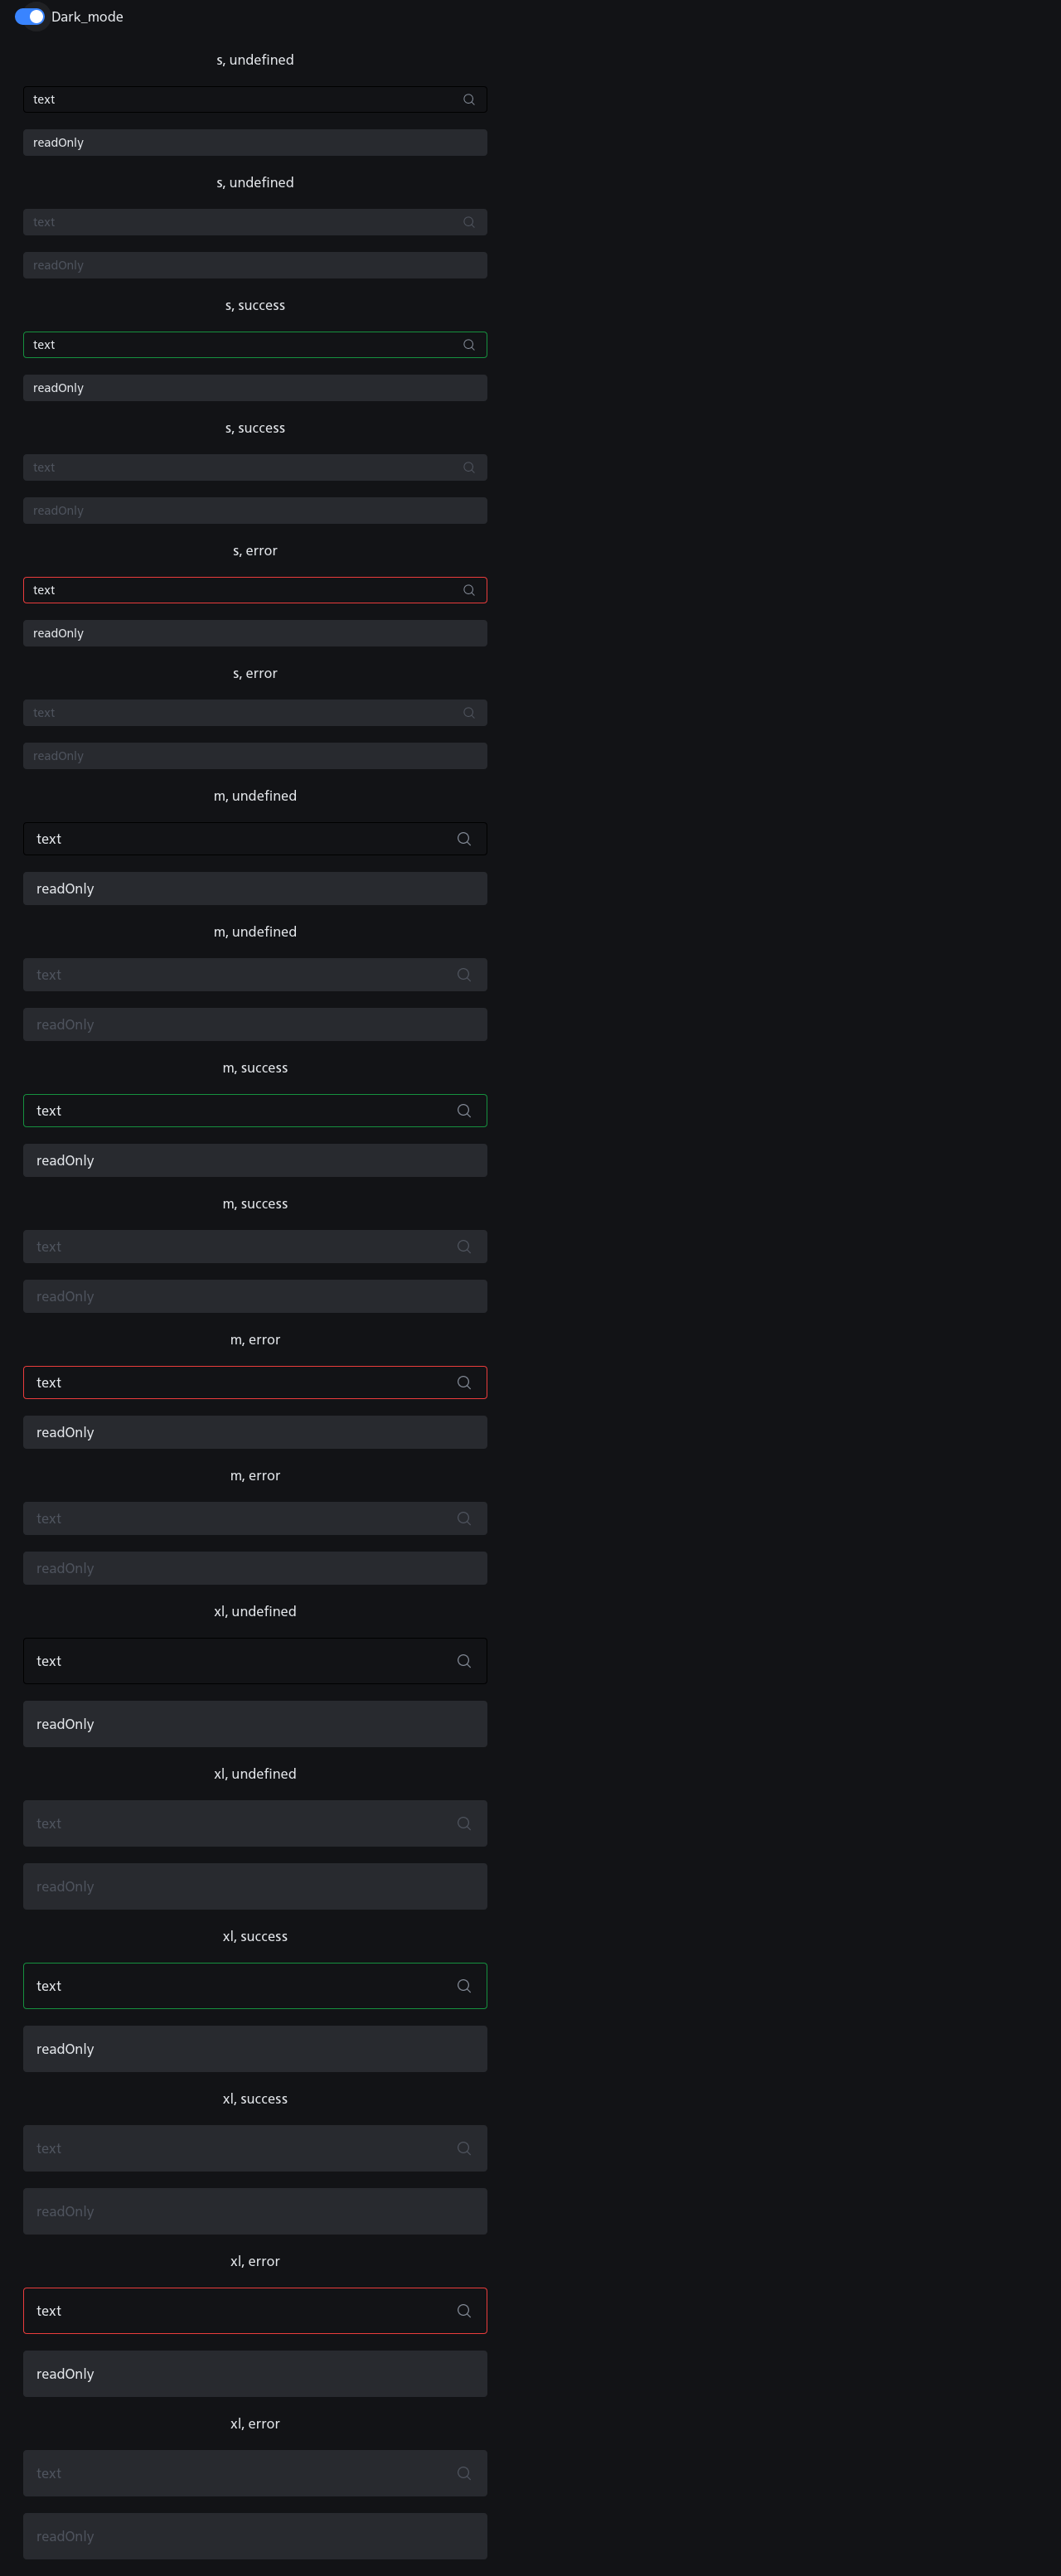 Dark_mode
s, undefined
text
readOnly
s, undefined
text
readOnly
s, success
text
readOnly
s, success
text
readOnly
s, error
text
readOnly
s, error
text
readOnly
m, undefined
text
readOnly
m, undefined
text
readOnly
m, success
text
readOnly
m, success
text
readOnly
m, error
text
readOnly
m, error
text
readOnly
xl, undefined
text
readOnly
xl, undefined
text
readOnly
xl, success
text
readOnly
xl, success
text
readOnly
xl, error
text
readOnly
xl, error
text
readOnly